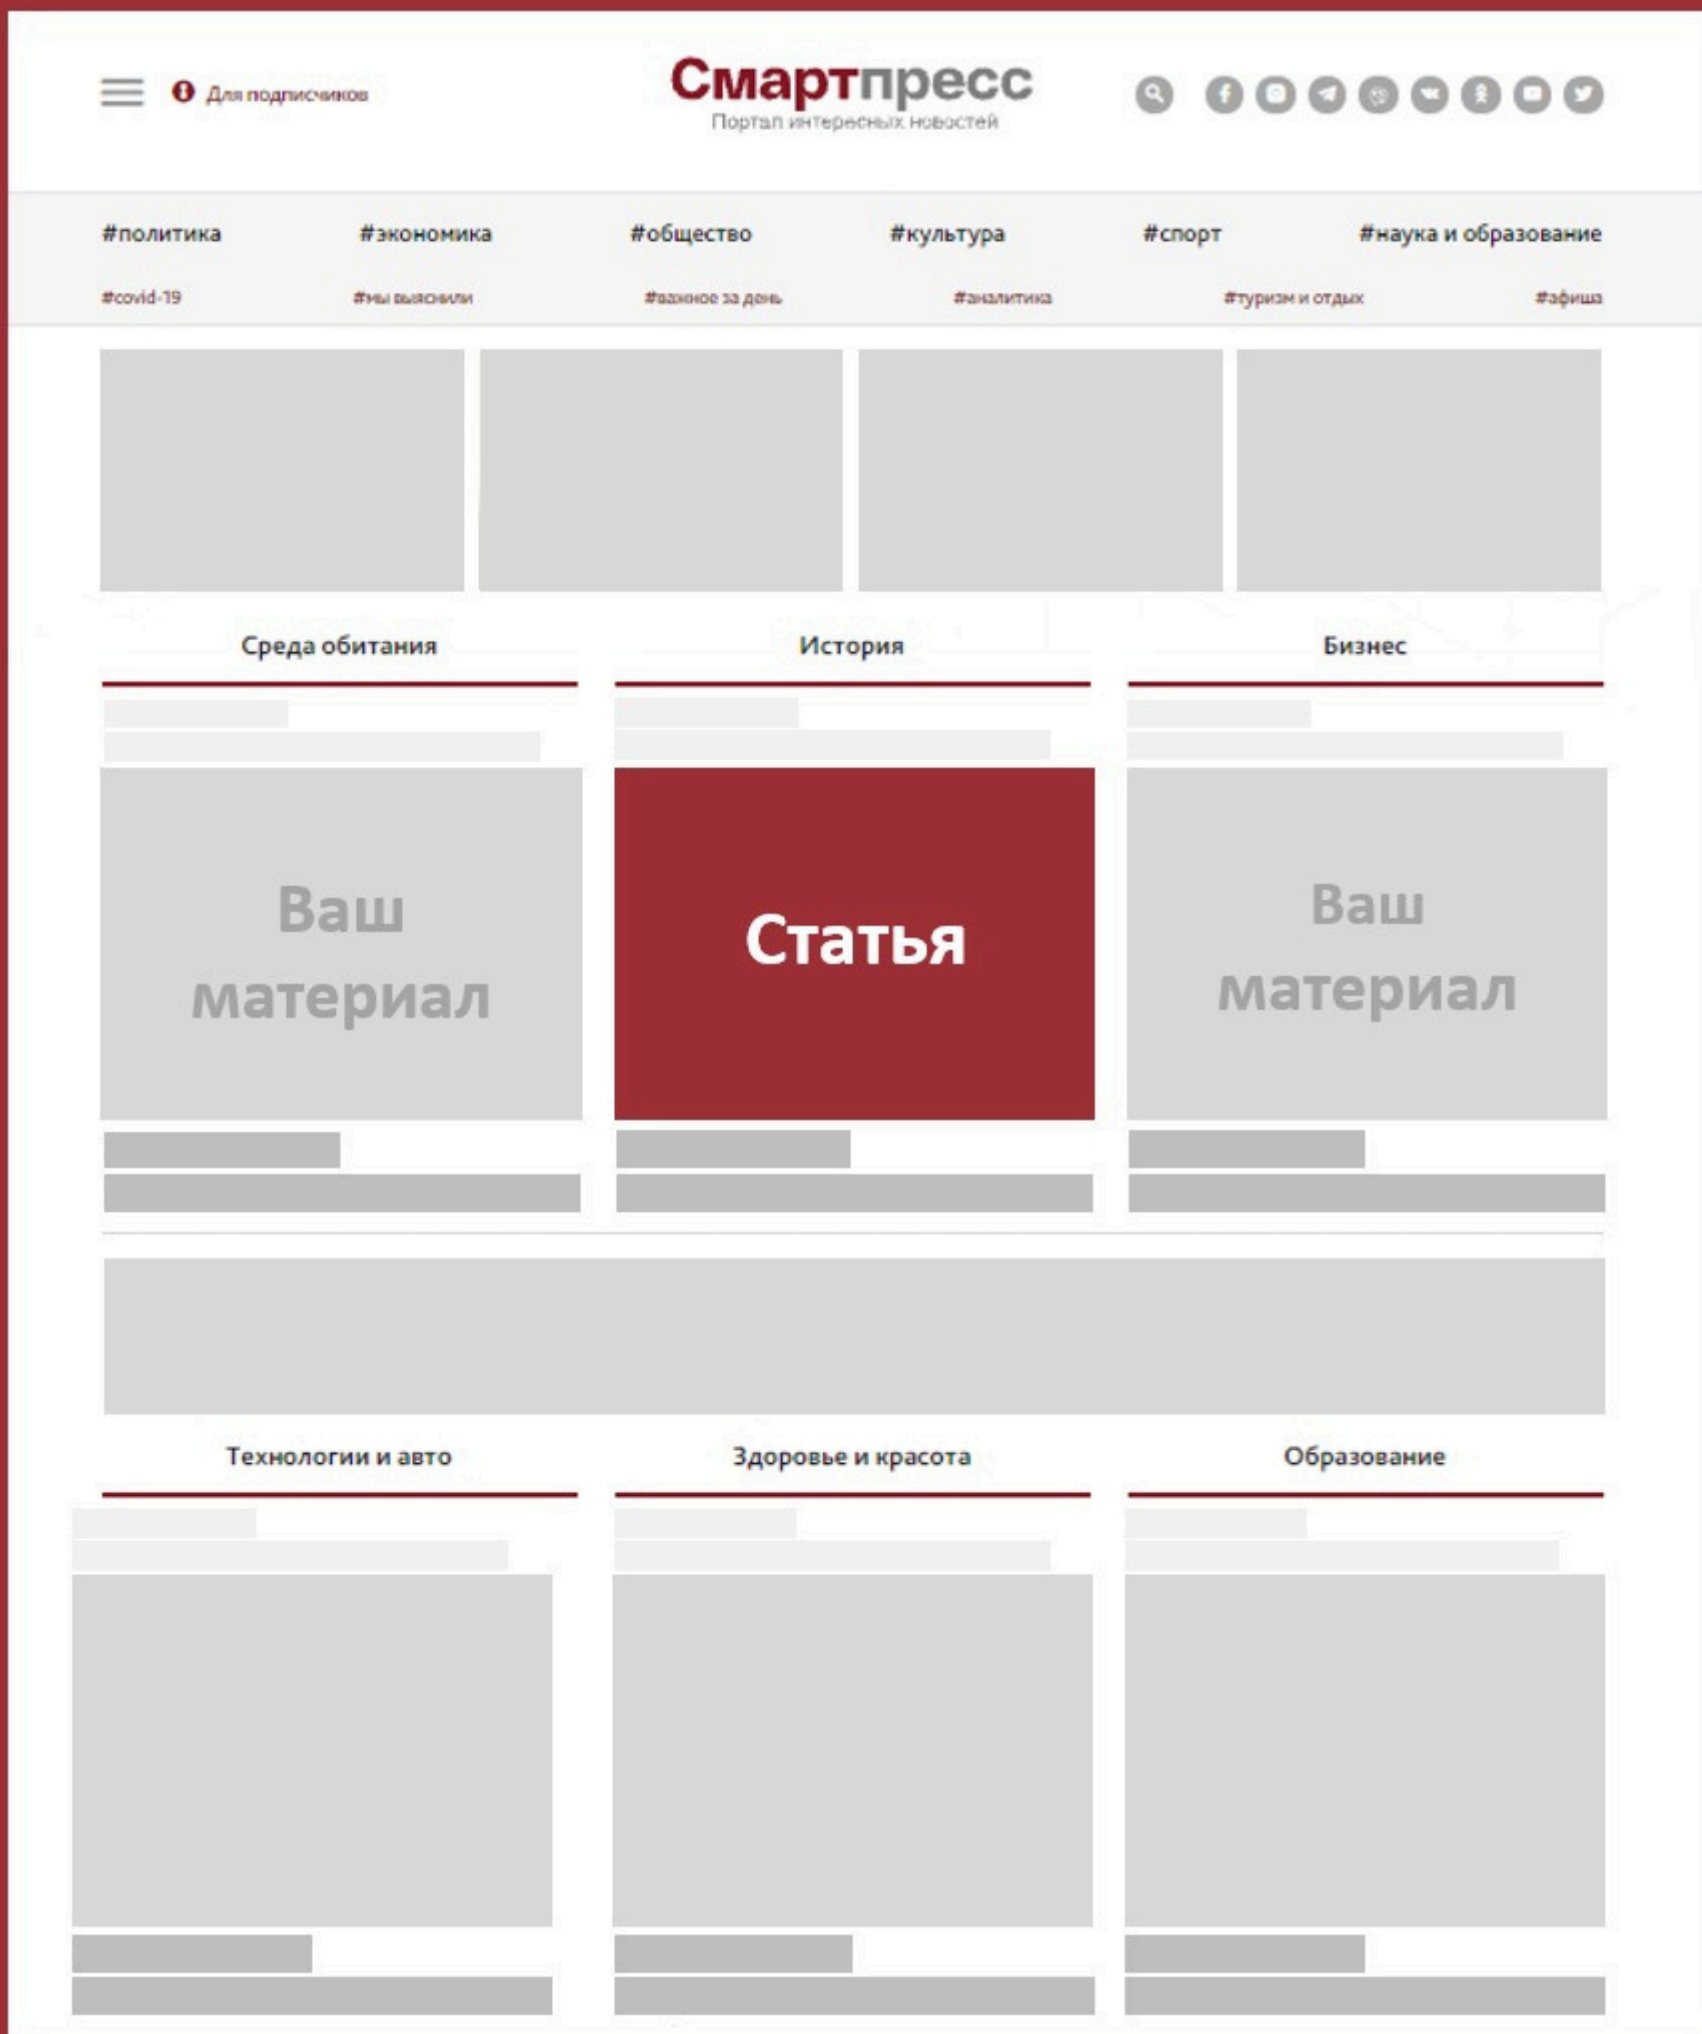 Для подписчиков
Смартпресс
Портал интересных новостей
#политика #экономика #общество #культура #спорт #наука и образование
#covid-19 #мы выяснили #важное за день #аналитика #туризм и отдых #афиша
Среда обитания История Бизнес
Ваш
материал
Статья
Ваш
материал
Технологии и авто Здоровье и красота Образование